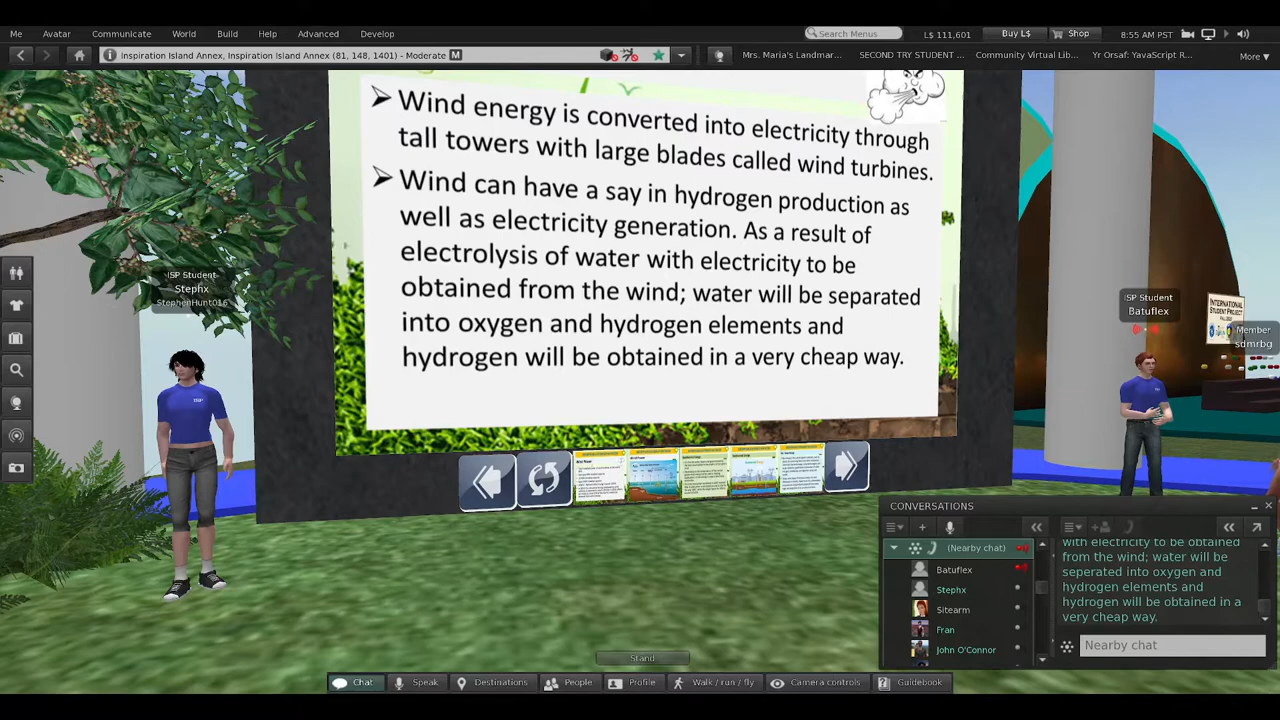 Me Avatar Communicate World Build Help Advanced Develop Search Menus L$ 111,601 Buy L$ Shop 8:55 AM PST
Inspiration Island Annex, Inspiration Island Annex (81, 148, 1401) - Moderate M Mrs. Maria's Landmar... SECOND TRY STUDENT ... Community Virtual Lib... Yr Orsaf: YavaScript R... More
Wind energy is converted into electricity through
tall towers with large blades called wind turbines.
Wind can have a say in hydrogen production as
well as electricity generation. As a result of
electrolysis of water with electricity to be
obtained from the wind; water will be separated
into oxygen and hydrogen elements and
hydrogen will be obtained in a very cheap way.
ISP Student
Stephx
StephenHunt016
ISP Student
Batuflex
INTERNATIONAL
STUDENT PROJECT
Member
sdmrbg
CONVERSATIONS
(Nearby chat)
Batuflex
Stephx
Sitearm
Fran
John O'Connor
with electricity to be obtained
from the wind; water will be
seperated into oxygen and
hydrogen elements and
hydrogen will be obtained in a
very cheap way.
Nearby chat
Stand
Chat Speak Destinations People Profile Walk / run / fly Camera controls Guidebook